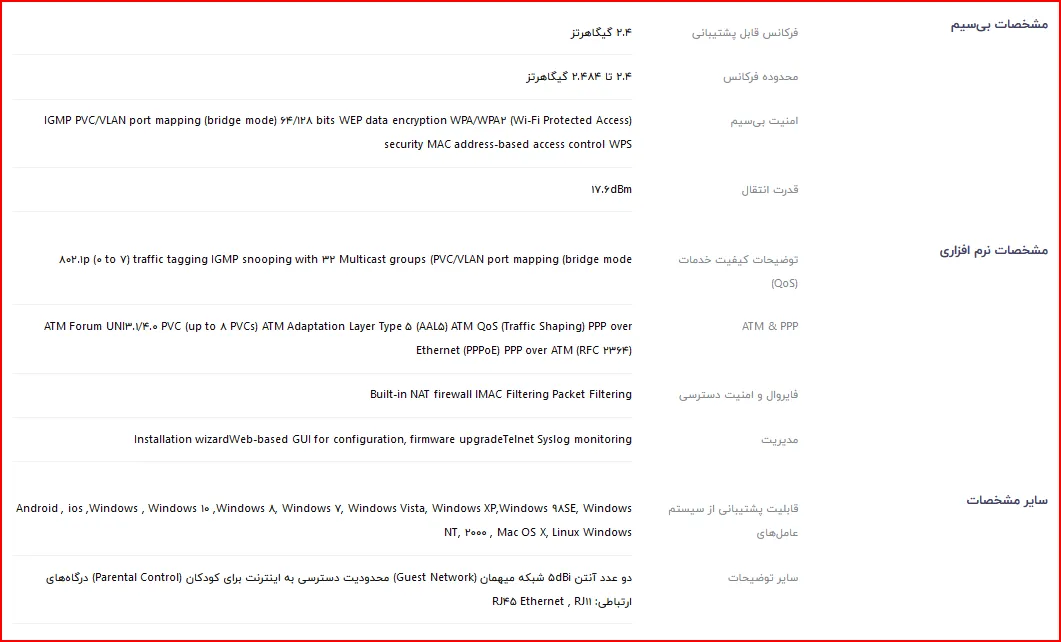 مشخصات بی‌سیم
فرکانس قابل پشتیبانی
۲.۴ گیگاهرتز
محدوده فرکانس
۲.۴ تا ۲.۴۸۴ گیگاهرتز
امنیت بی‌سیم
IGMP PVC/VLAN port mapping (bridge mode) ۶۴/۱۲۸ bits WEP data encryption WPA/WPA۲ (Wi-Fi Protected Access)
security MAC address-based access control WPS
قدرت انتقال
۱۷.۶dBm
مشخصات نرم افزاری
توضیحات کیفیت خدمات
(QoS)
۸۰۲.۱p (۰ to ۷) traffic tagging IGMP snooping with ۳۲ Multicast groups (PVC/VLAN port mapping (bridge mode
ATM & PPP
ATM Forum UNI۳.۱/۴.۰ PVC (up to ۸ PVCs) ATM Adaptation Layer Type ۵ (AAL۵) ATM QoS (Traffic Shaping) PPP over
Ethernet (PPPoE) PPP over ATM (RFC ۲۳۶۴)
فایروال و امنیت دسترسی
Built-in NAT firewall IMAC Filtering Packet Filtering
مدیریت
Installation wizardWeb-based GUI for configuration, firmware upgradeTelnet Syslog monitoring
سایر مشخصات
قابلیت پشتیبانی از سیستم
عامل‌های
Android , ios ,Windows , Windows ۱۰ ,Windows ۸, Windows ۷, Windows Vista, Windows XP,Windows ۹۸SE, Windows
NT, ۲۰۰۰ , Mac OS X, Linux Windows
سایر توضیحات
دو عدد آنتن ۵dBi شبکه میهمان (Guest Network) محدودیت دسترسی به اینترنت برای کودکان (Parental Control) درگاه‌های
ارتباطی: RJ۴۵ Ethernet , RJ۱۱